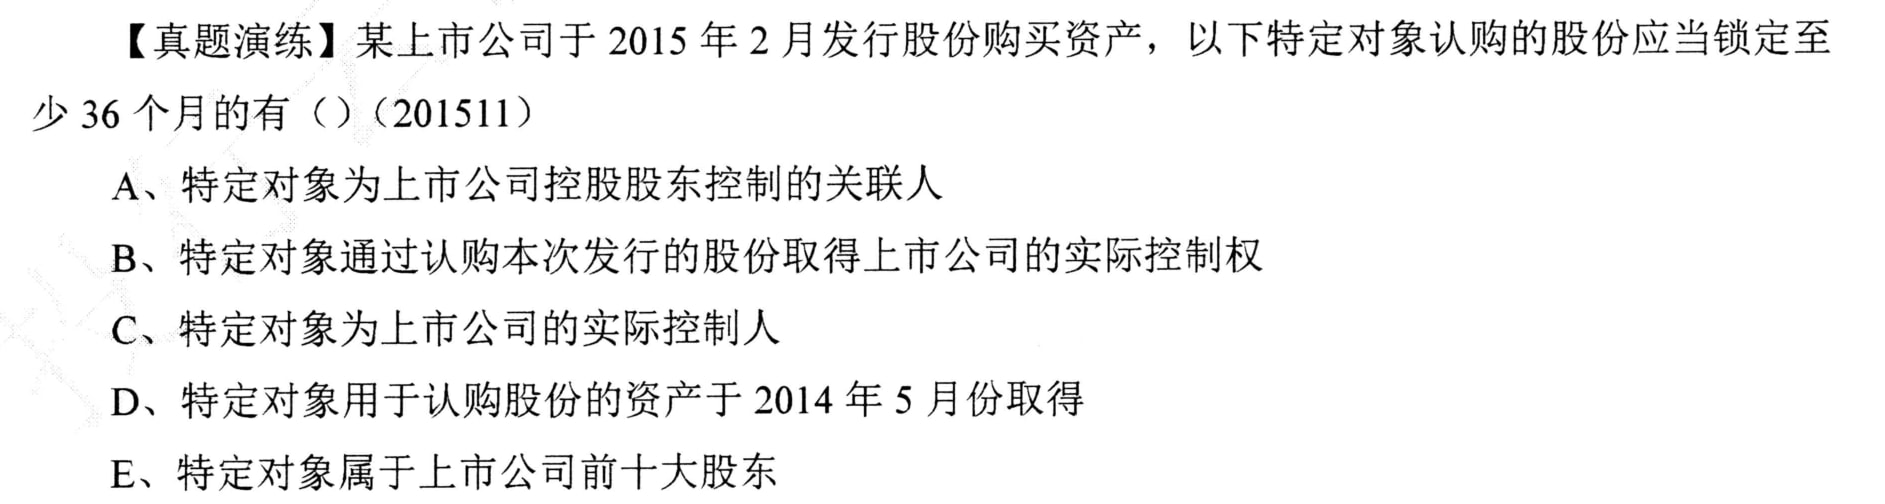 【真题演练】某上市公司于 2015 年 2 月发行股份购买资产，以下特定对象认购的股份应当锁定至
少 36 个月的有（）（201511）
A、特定对象为上市公司控股股东控制的关联人
B、特定对象通过认购本次发行的股份取得上市公司的实际控制权
C、特定对象为上市公司的实际控制人
D、特定对象用于认购股份的资产于 2014 年 5 月份取得
E、特定对象属于上市公司前十大股东